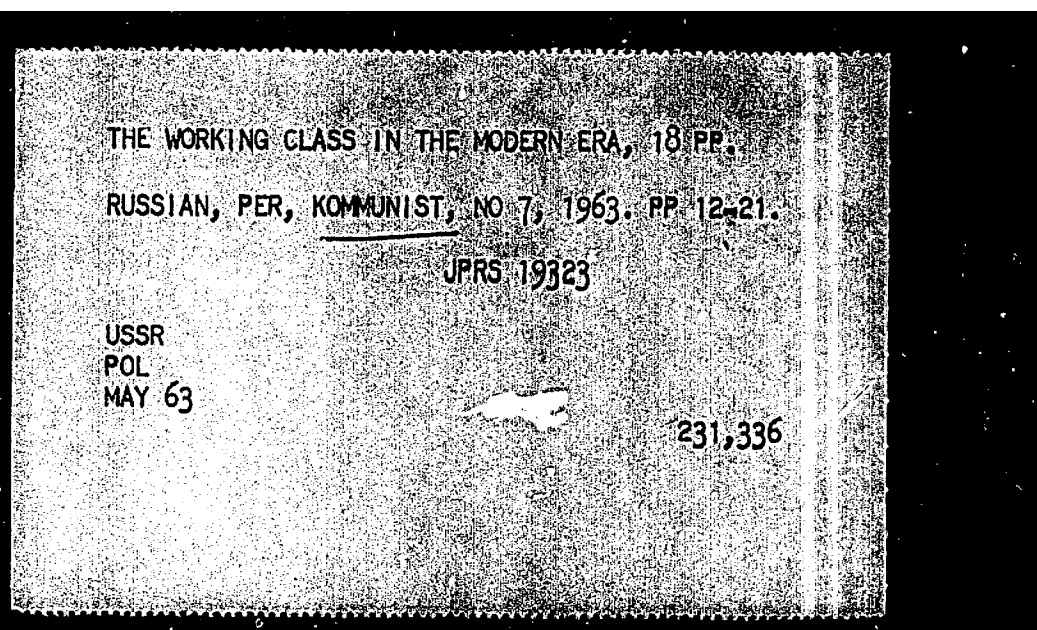 THE WORKING CLASS IN THE MODERN ERA, 18 PP.
RUSSIAN, PER, KOMMUNIST, NO 7, 1963. PP 12-21.
JPRS 19323
USSR
POL
MAY 63
231,336